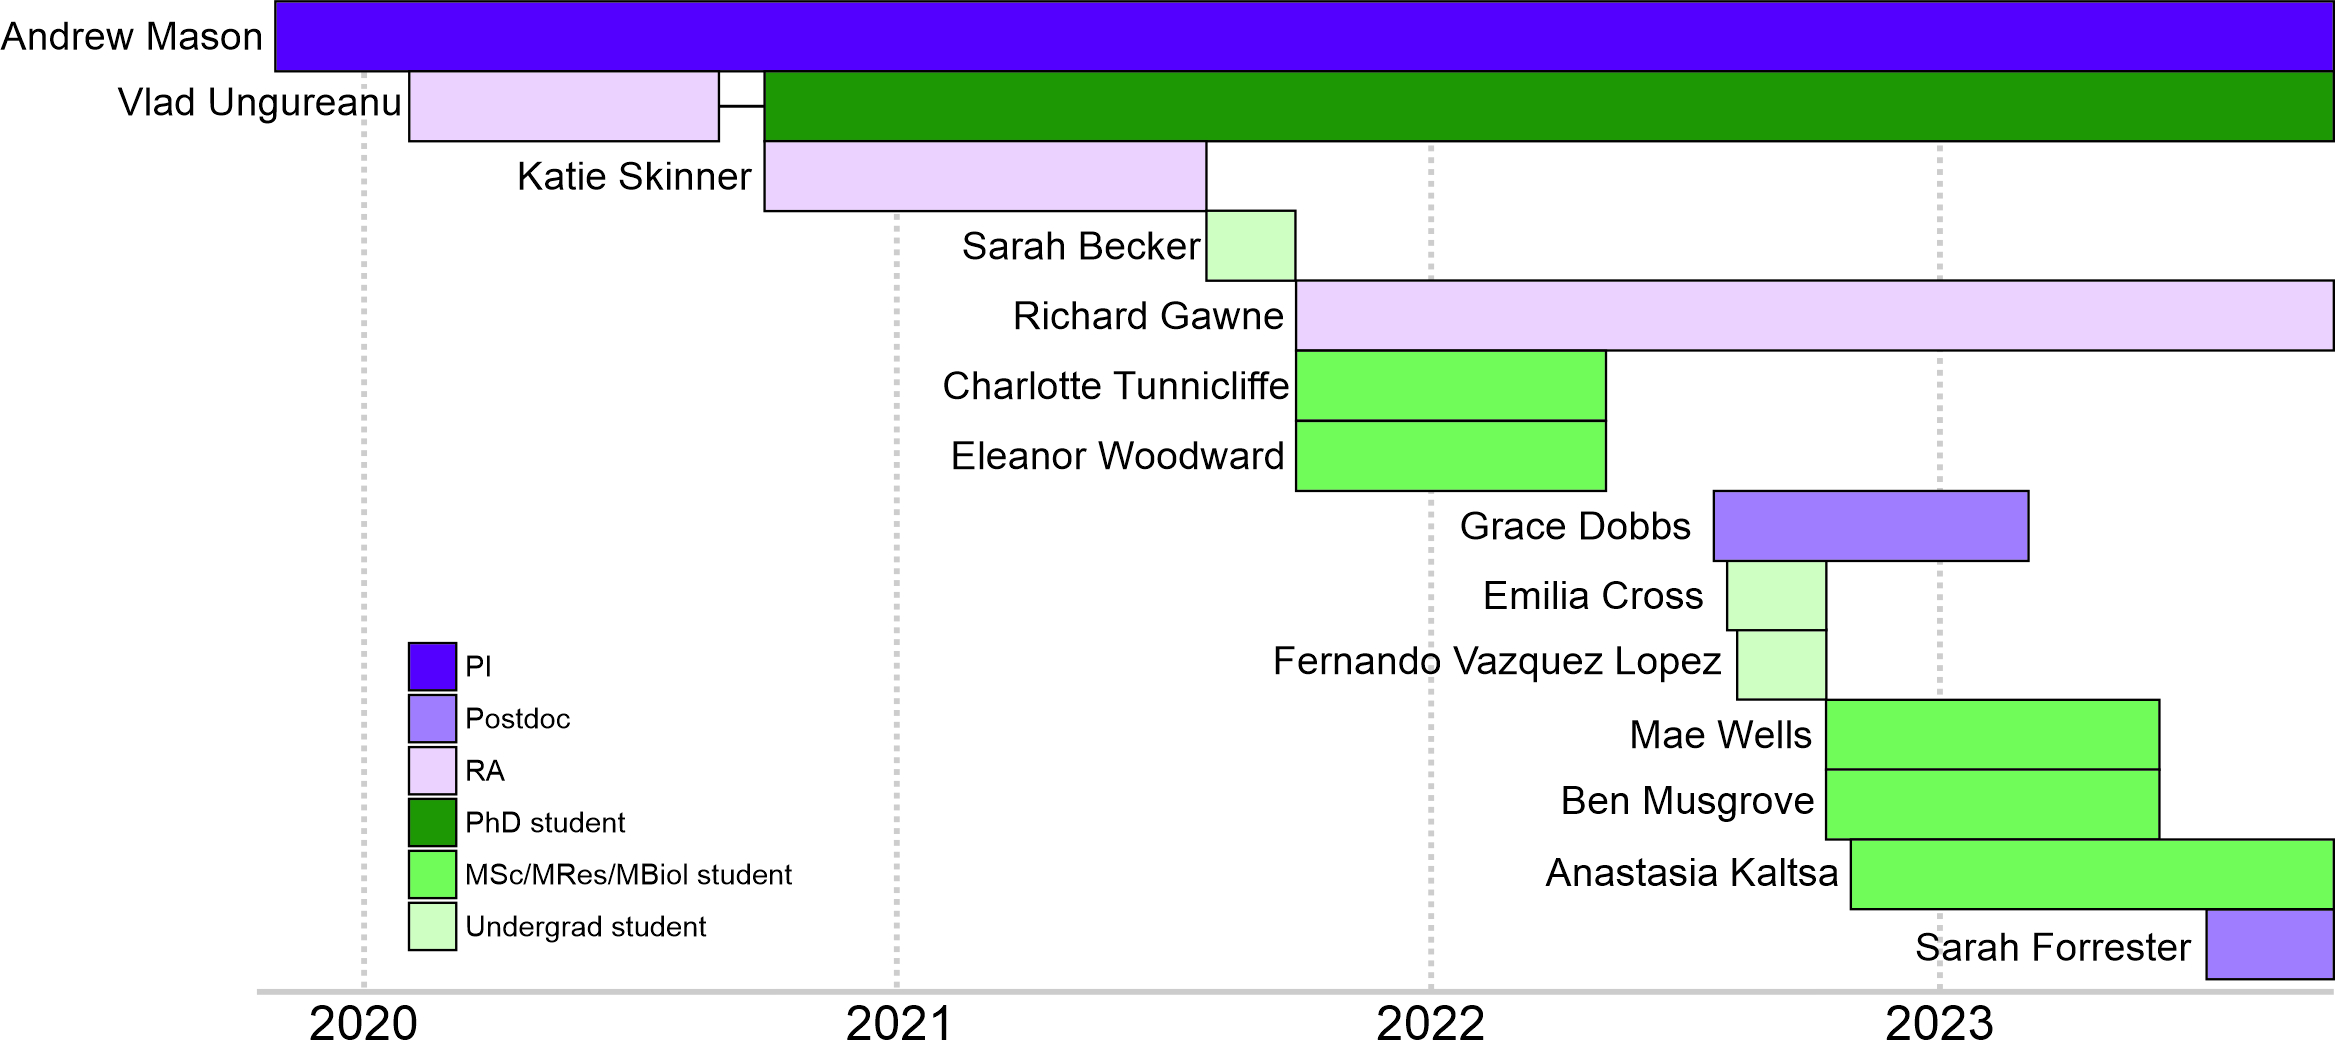 Andrew Mason
Vlad Ungureanu
Katie Skinner
Sarah Becker
Richard Gawne
Charlotte Tunnicliffe
Eleanor Woodward
Grace Dobbs
Emilia Cross
Fernando Vazquez Lopez
Mae Wells
Ben Musgrove
Anastasia Kaltsa
Sarah Forrester
PI
Postdoc
RA
PhD student
MSc/MRes/MBiol student
Undergrad student
2020 2021 2022 2023